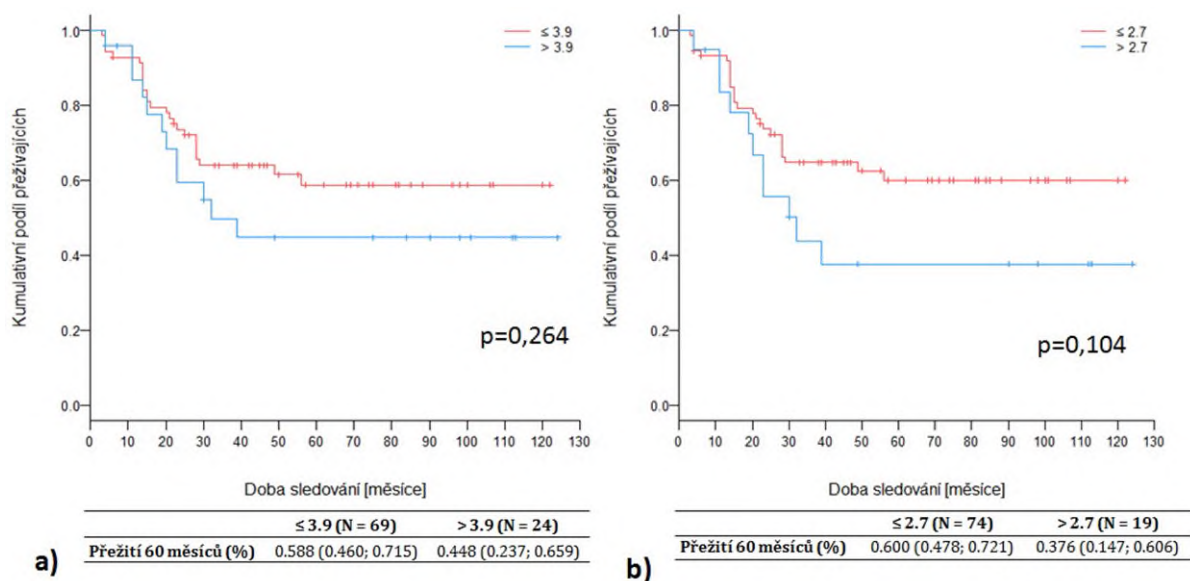 1.0
0.8
0.6
0.4
0.2
0.0
Kumulativní podíl přežívajících
≤ 3.9
> 3.9
p=0,264
0 10 20 30 40 50 60 70 80 90 100 110 120 130
Doba sledování [měsíce]
≤ 3.9 (N = 69) > 3.9 (N = 24)
Přežití 60 měsíců (%) 0.588 (0.460; 0.715) 0.448 (0.237; 0.659)
a)
1.0
0.8
0.6
0.4
0.2
0.0
Kumulativní podíl přežívajících
≤ 2.7
> 2.7
p=0,104
0 10 20 30 40 50 60 70 80 90 100 110 120 130
Doba sledování [měsíce]
≤ 2.7 (N = 74) > 2.7 (N = 19)
Přežití 60 měsíců (%) 0.600 (0.478; 0.721) 0.376 (0.147; 0.606)
b)